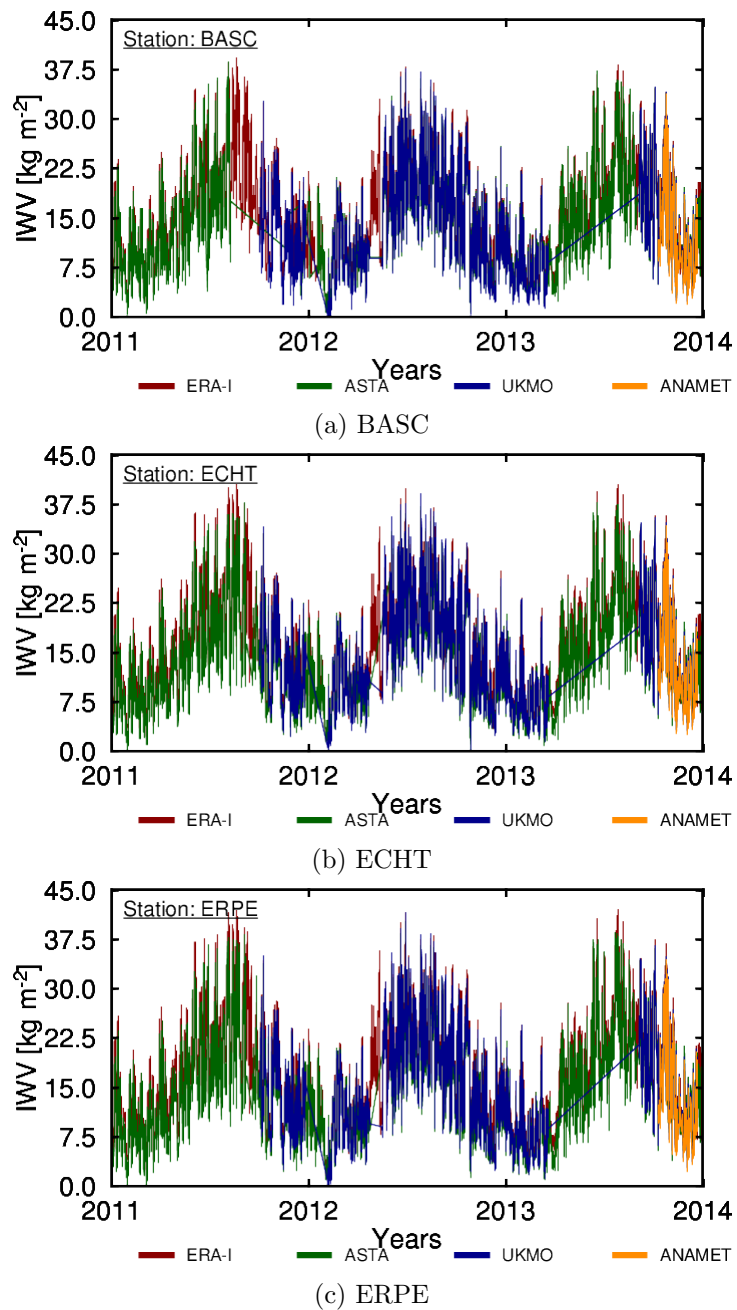 Station: BASC
IWV [kg m-2]
45.0
37.5
30.0
22.5
15.0
7.5
0.0
2011 2012 2013 2014
Years
ERA-I ASTA UKMO ANAMET
(a) BASC
Station: ECHT
IWV [kg m-2]
45.0
37.5
30.0
22.5
15.0
7.5
0.0
2011 2012 2013 2014
Years
ERA-I ASTA UKMO ANAMET
(b) ECHT
Station: ERPE
IWV [kg m-2]
45.0
37.5
30.0
22.5
15.0
7.5
0.0
2011 2012 2013 2014
Years
ERA-I ASTA UKMO ANAMET
(c) ERPE